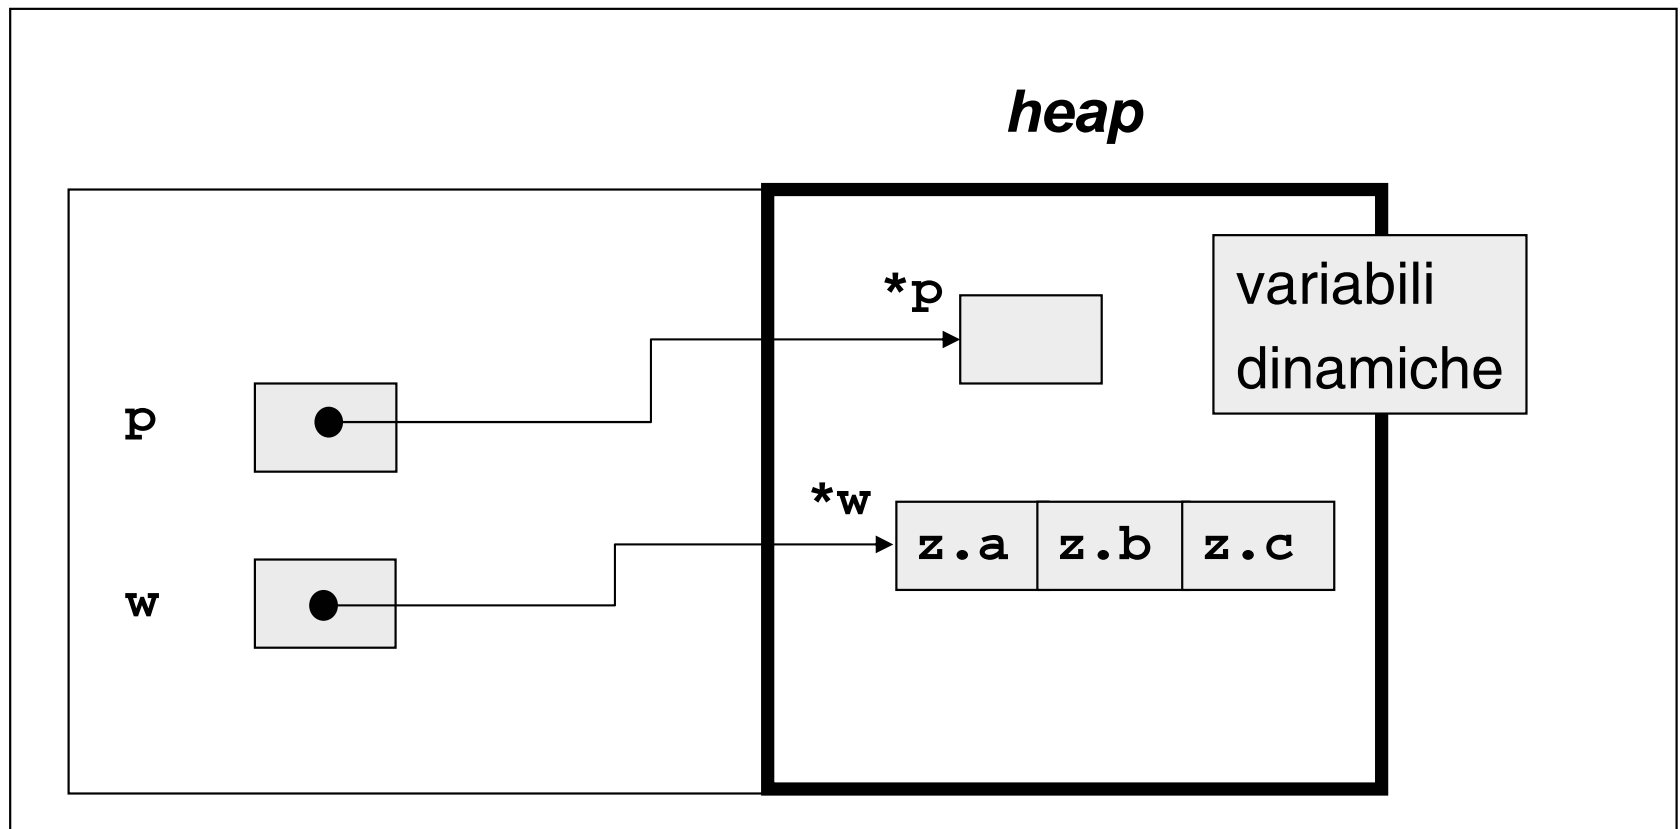 heap
*p
variabili
dinamiche
p
*w
z.a z.b z.c
w